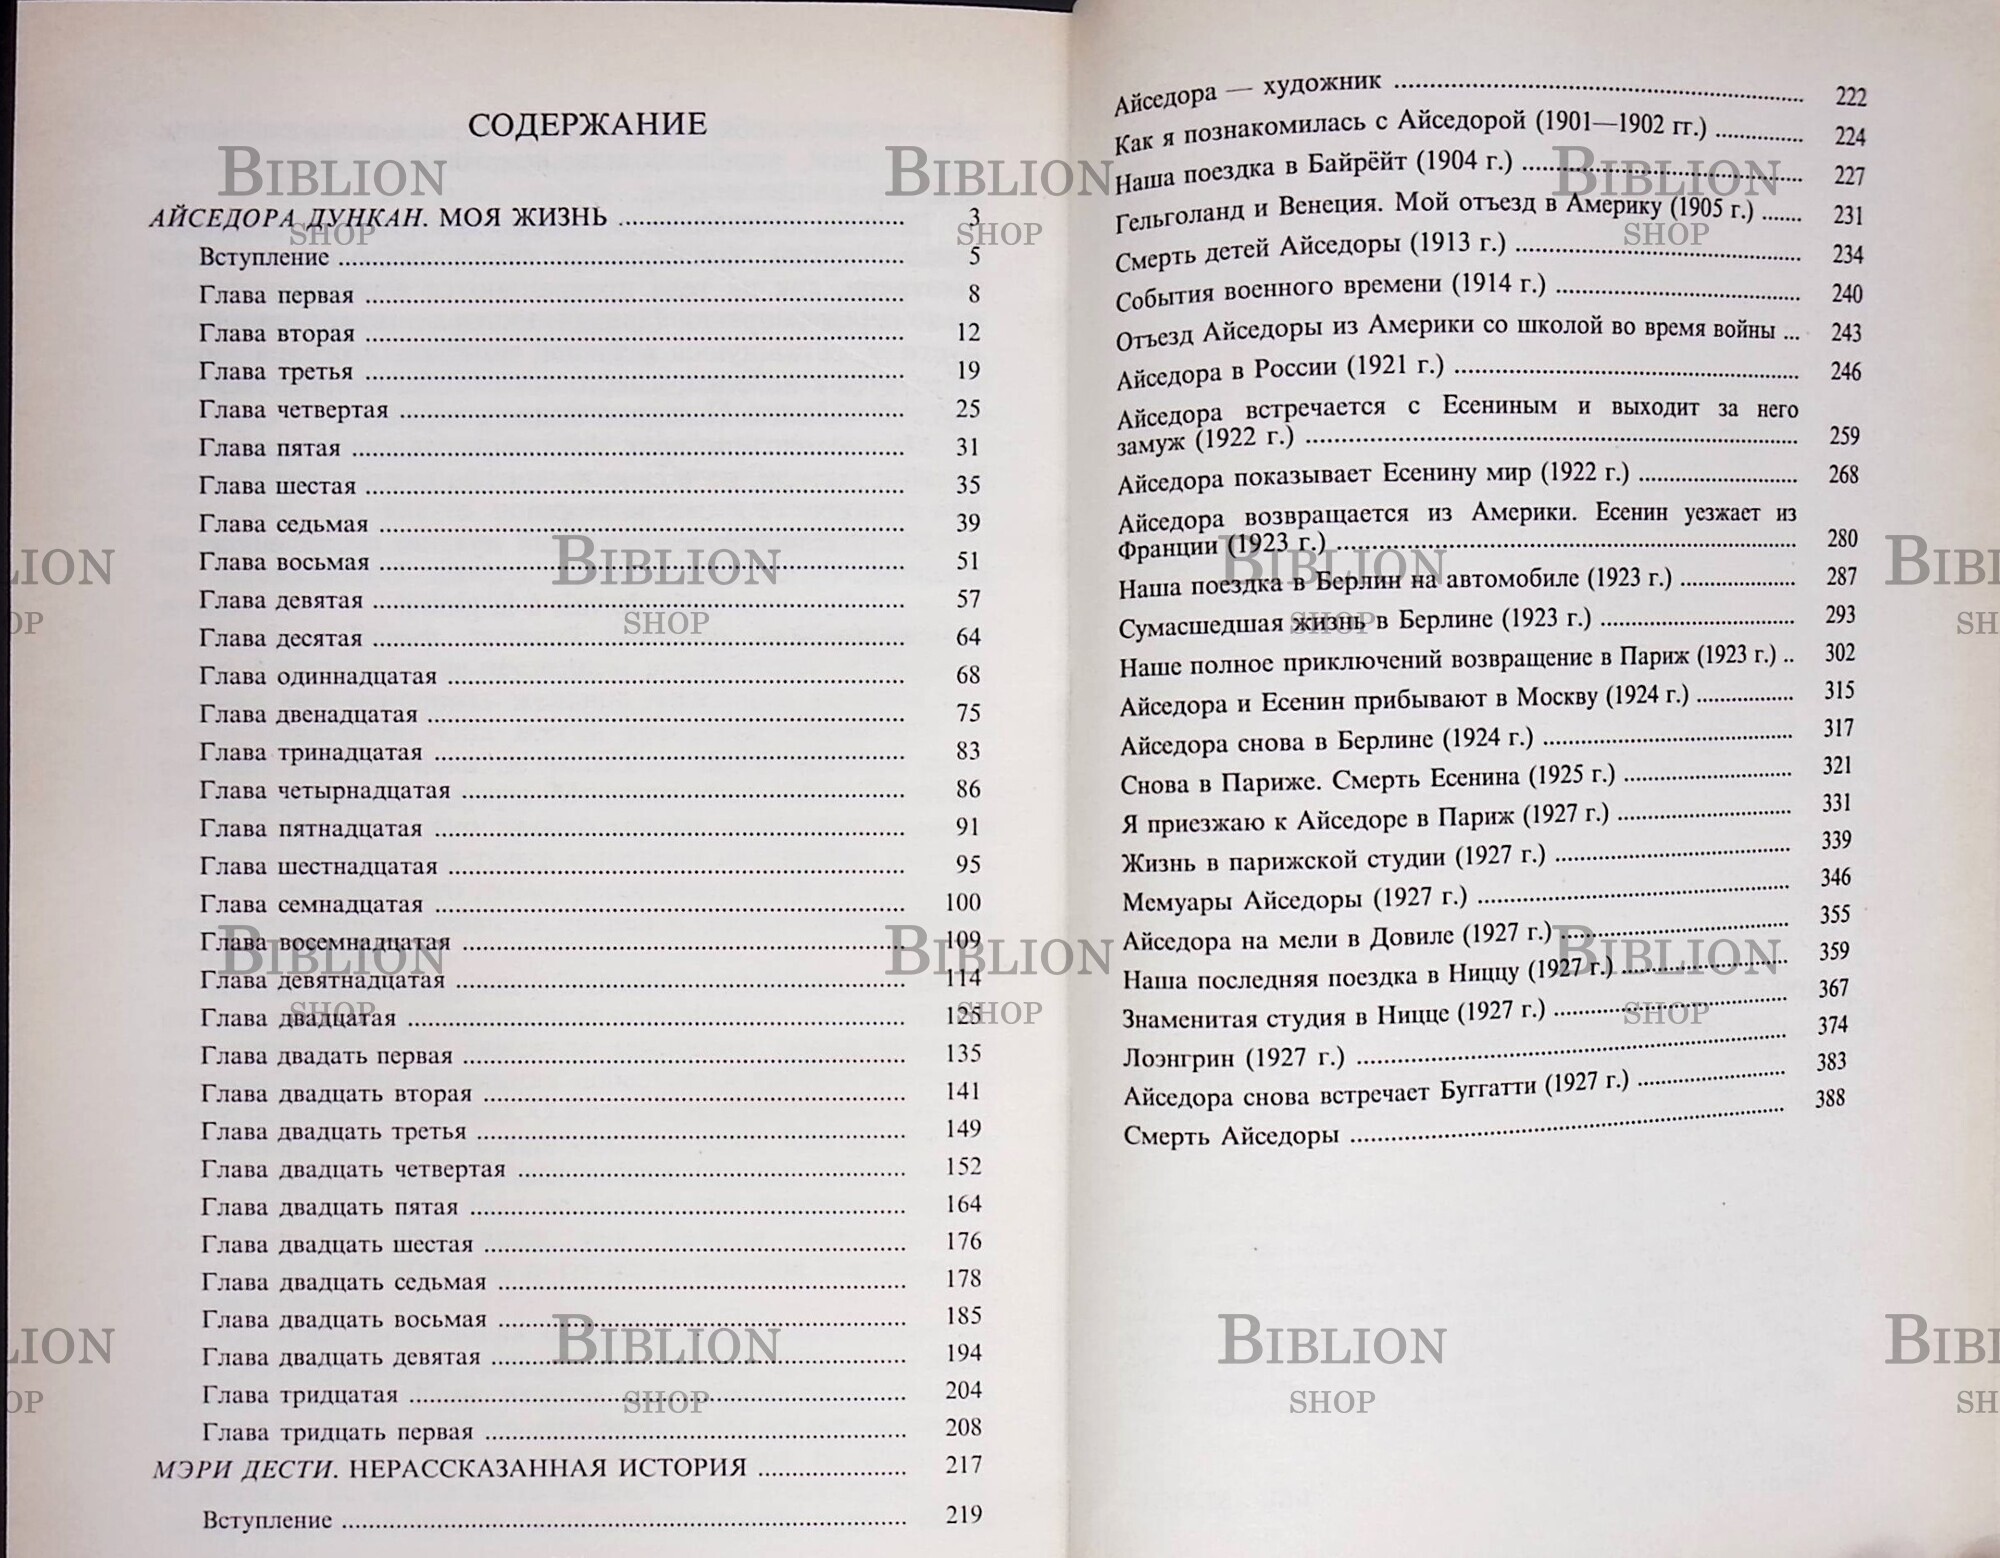 СОДЕРЖАНИЕ
АЙСЕДОРА ДУНКАН. МОЯ ЖИЗНЬ ........ 3
Вступление ........ 5
Глава первая ........ 8
Глава вторая ........ 12
Глава третья ........ 19
Глава четвертая ........ 25
Глава пятая ........ 31
Глава шестая ........ 35
Глава седьмая ........ 39
Глава восьмая ........ 51
Глава девятая ........ 57
Глава десятая ........ 64
Глава одиннадцатая ........ 68
Глава двенадцатая ........ 75
Глава тринадцатая ........ 83
Глава четырнадцатая ........ 86
Глава пятнадцатая ........ 91
Глава шестнадцатая ........ 95
Глава семнадцатая ........ 100
Глава восемнадцатая ........ 109
Глава девятнадцатая ........ 114
Глава двадцатая ........ 125
Глава двадать первая ........ 135
Глава двадцать вторая ........ 141
Глава двадцать третья ........ 149
Глава двадцать четвертая ........ 152
Глава двадцать пятая ........ 164
Глава двадцать шестая ........ 176
Глава двадцать седьмая ........ 178
Глава двадцать восьмая ........ 185
Глава двадцать девятая ........ 194
Глава тридцатая ........ 204
Глава тридцать первая ........ 208
МЭРИ ДЕСТИ. НЕРАССКАЗАННАЯ ИСТОРИЯ ........ 217
Вступление ........ 219
Айседора — художник ........ 222
Как я познакомилась с Айседорой (1901—1902 гг.) ........ 224
Наша поездка в Байрёйт (1904 г.) ........ 227
Гельголанд и Венеция. Мой отъезд в Америку (1905 г.) ....... 231
Смерть детей Айседоры (1913 г.) ........ 234
События военного времени (1914 г.) ........ 240
Отъезд Айседоры из Америки со школой во время войны ... 243
Айседора в России (1921 г.) ........ 246
Айседора встречается с Есениным и выходит за него
замуж (1922 г.) ........ 259
Айседора показывает Есенину мир (1922 г.) ........ 268
Айседора возвращается из Америки. Есенин уезжает из
Франции (1923 г.) ........ 280
Наша поездка в Берлин на автомобиле (1923 г.) ........ 287
Сумасшедшая жизнь в Берлине (1923 г.) ........ 293
Наше полное приключений возвращение в Париж (1923 г.) .. 302
Айседора и Есенин прибывают в Москву (1924 г.) ........ 315
Айседора снова в Берлине (1924 г.) ........ 317
Снова в Париже. Смерть Есенина (1925 г.) ........ 321
Я приезжаю к Айседоре в Париж (1927 г.) ........ 331
Жизнь в парижской студии (1927 г.) ........ 339
Мемуары Айседоры (1927 г.) ........ 346
Айседора на мели в Довиле (1927 г.) ........ 355
Наша последняя поездка в Ниццу (1927 г.) ........ 359
Знаменитая студия в Ницце (1927 г.) ........ 367
Лоэнгрин (1927 г.) ........ 374
Айседора снова встречает Буггатти (1927 г.) ........ 383
Смерть Айседоры ........ 388
BIBLION
SHOP